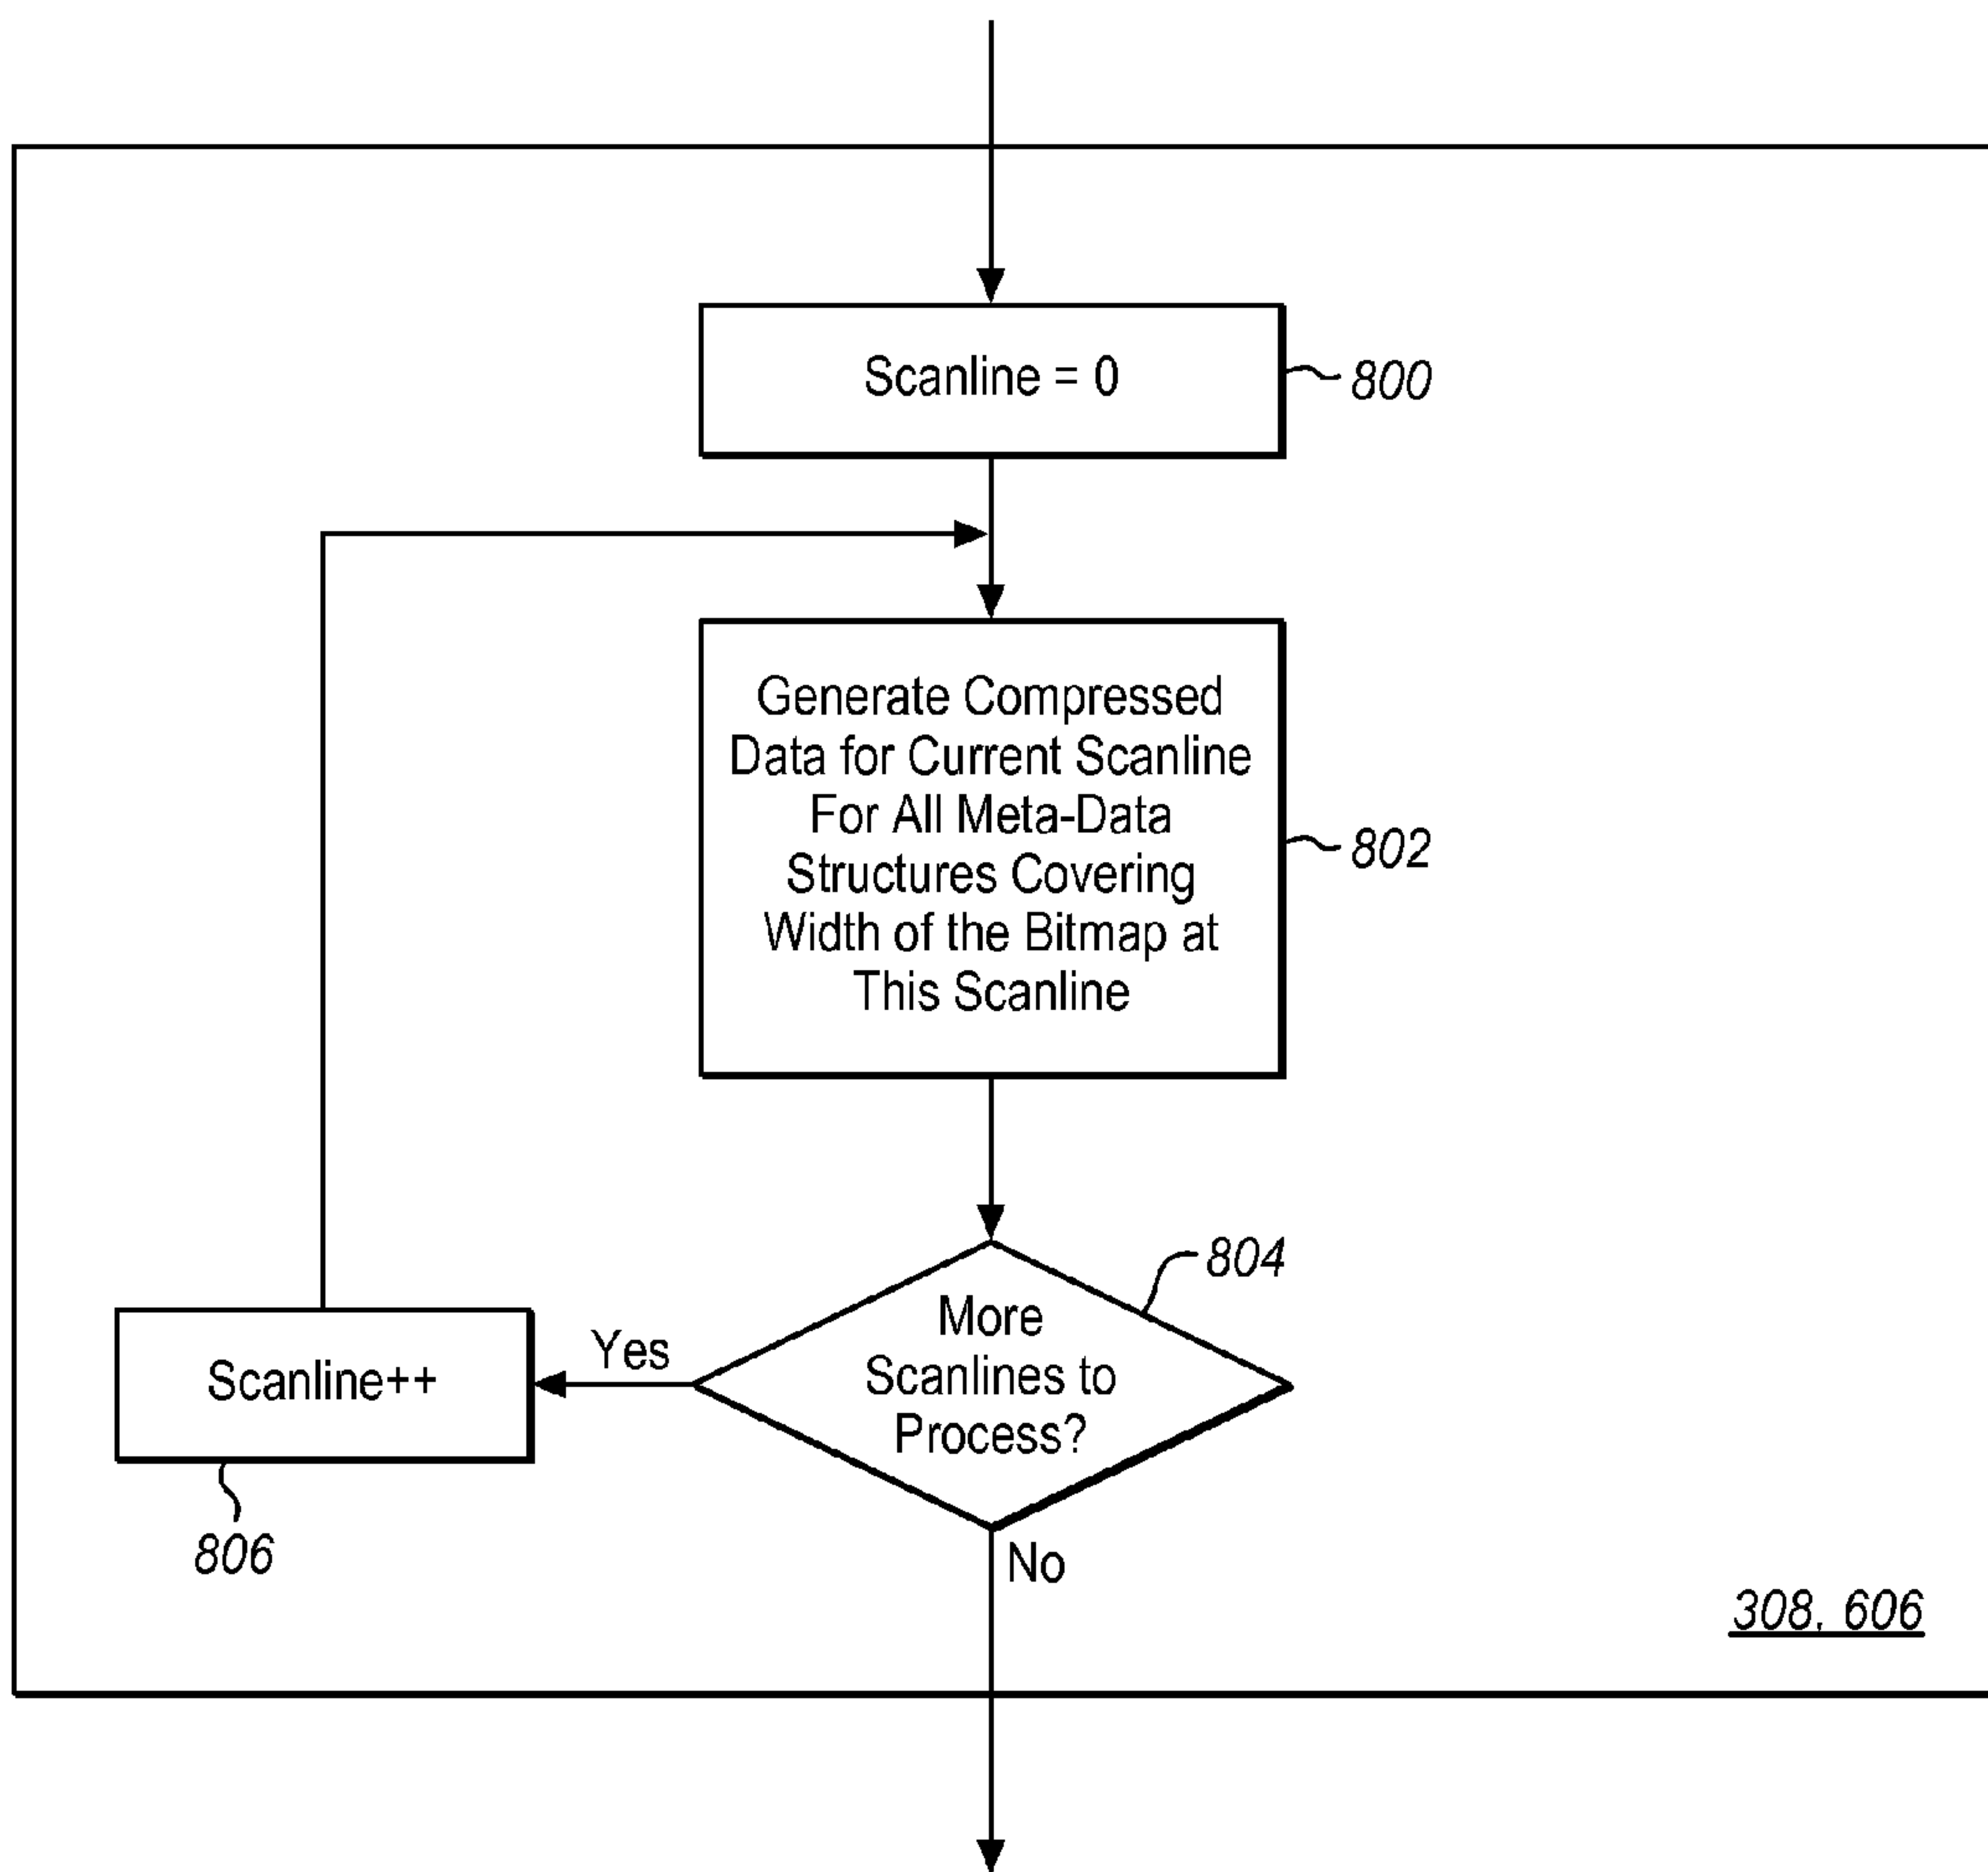 Scanline = 0
800
Generate Compressed
Data for Current Scanline
For All Meta-Data
Structures Covering
Width of the Bitmap at
This Scanline
802
804
More
Scanlines to
Process?
Yes
Scanline++
806
No
308, 606